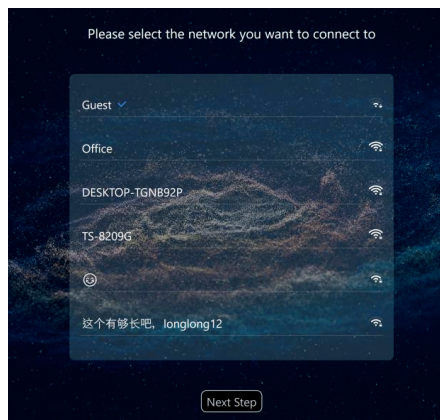 Please select the network you want to connect to
Guest
Office
DESKTOP-TGNB92P
TS-8209G
这个有够长吧，longlong12
Next Step